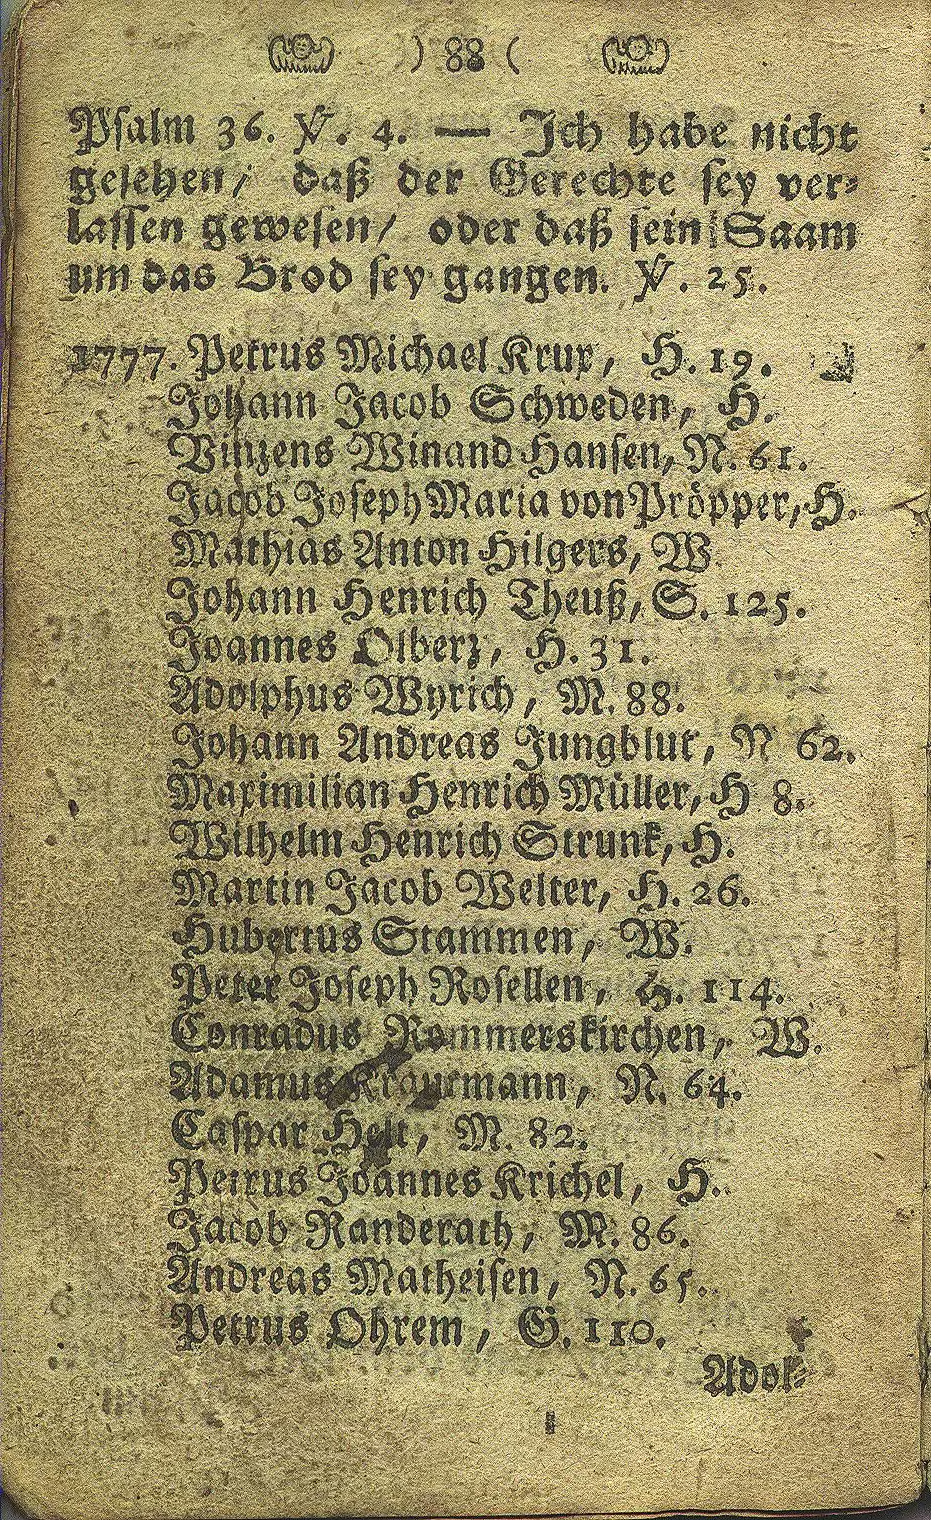 ) 88 (
Psalm 36. ℣. 4. — Ich habe nicht
gesehen/ daß der Gerechte sey ver⸗
lassen gewesen/ oder daß sein Saam
um das Brod sey gangen. ℣. 25.
1777. Petrus Michael Krux, H. 19.
Johann Jacob Schweden, H.
Vinzens Winand Hansen, N. 61.
Jacob Joseph Maria von Pröpper, H.
Mathias Anton Hilgers, W.
Johann Henrich Theuß, S. 125.
Joannes Olberz, H. 31.
Adolphus Wyrich, M. 88.
Johann Andreas Jungblut, N 62.
Maximilian Henrich Müller, H 8.
Wilhelm Henrich Strunk, H.
Martin Jacob Welter, H. 26.
Hubertus Stammen, W.
Peter Joseph Rosellen, H. 114.
Conradus Rommerskirchen, W.
Adamus Krautmann, N. 64.
Caspar M. 82.
Petrus Joannes Krichel, H.
Jacob Randerath, M. 86.
Andreas Matheisen, N. 65.
Petrus Ohrem, G. 110.
Adol⸗